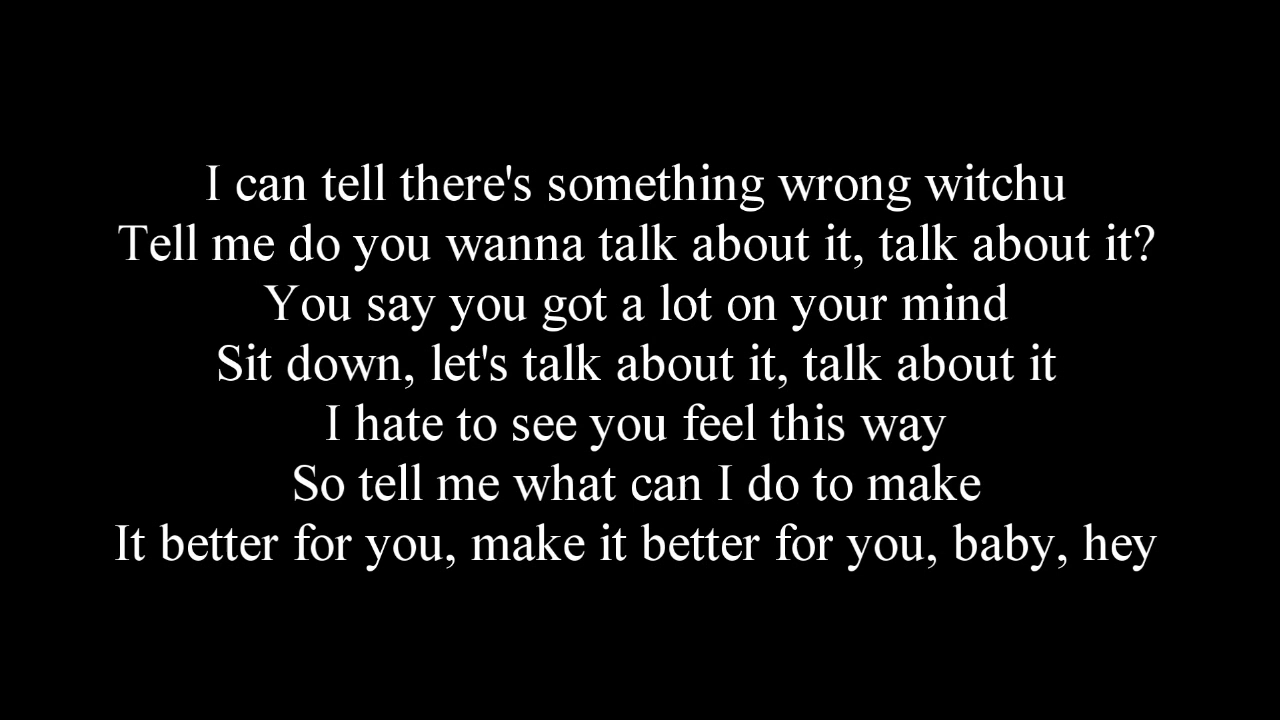 I can tell there's something wrong witchu
Tell me do you wanna talk about it, talk about it?
You say you got a lot on your mind
Sit down, let's talk about it, talk about it
I hate to see you feel this way
So tell me what can I do to make
It better for you, make it better for you, baby, hey